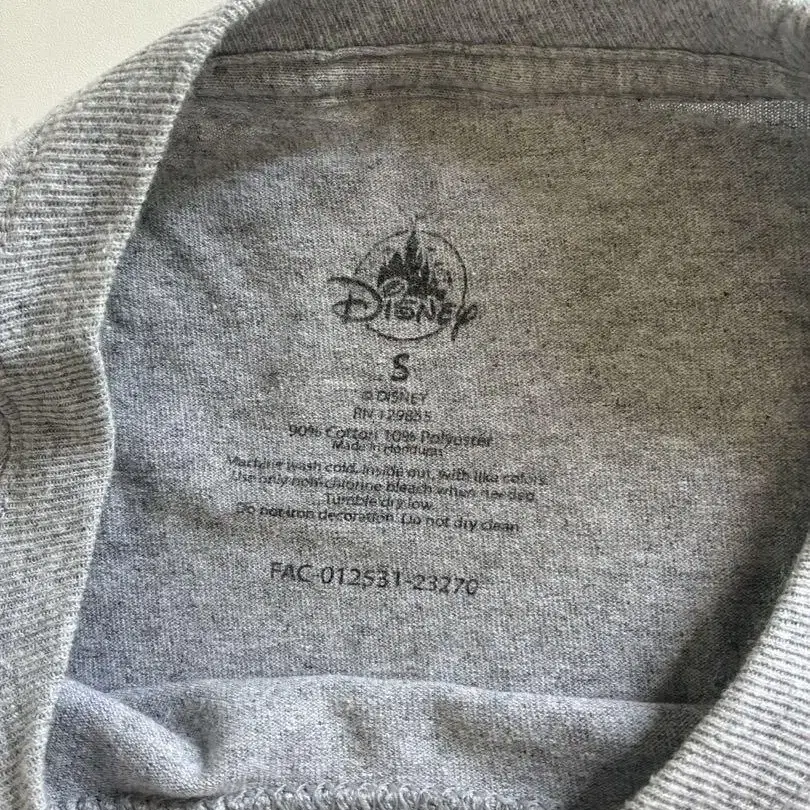 Disney
S
© DISNEY
RN 129835
90% Cotton 10% Polyester
Made in Honduras
Machine wash cold, inside out, with like colors.
Use only non-chlorine bleach when needed.
Tumble dry low.
Do not iron decoration. Do not dry clean.
FAC-012531-23270